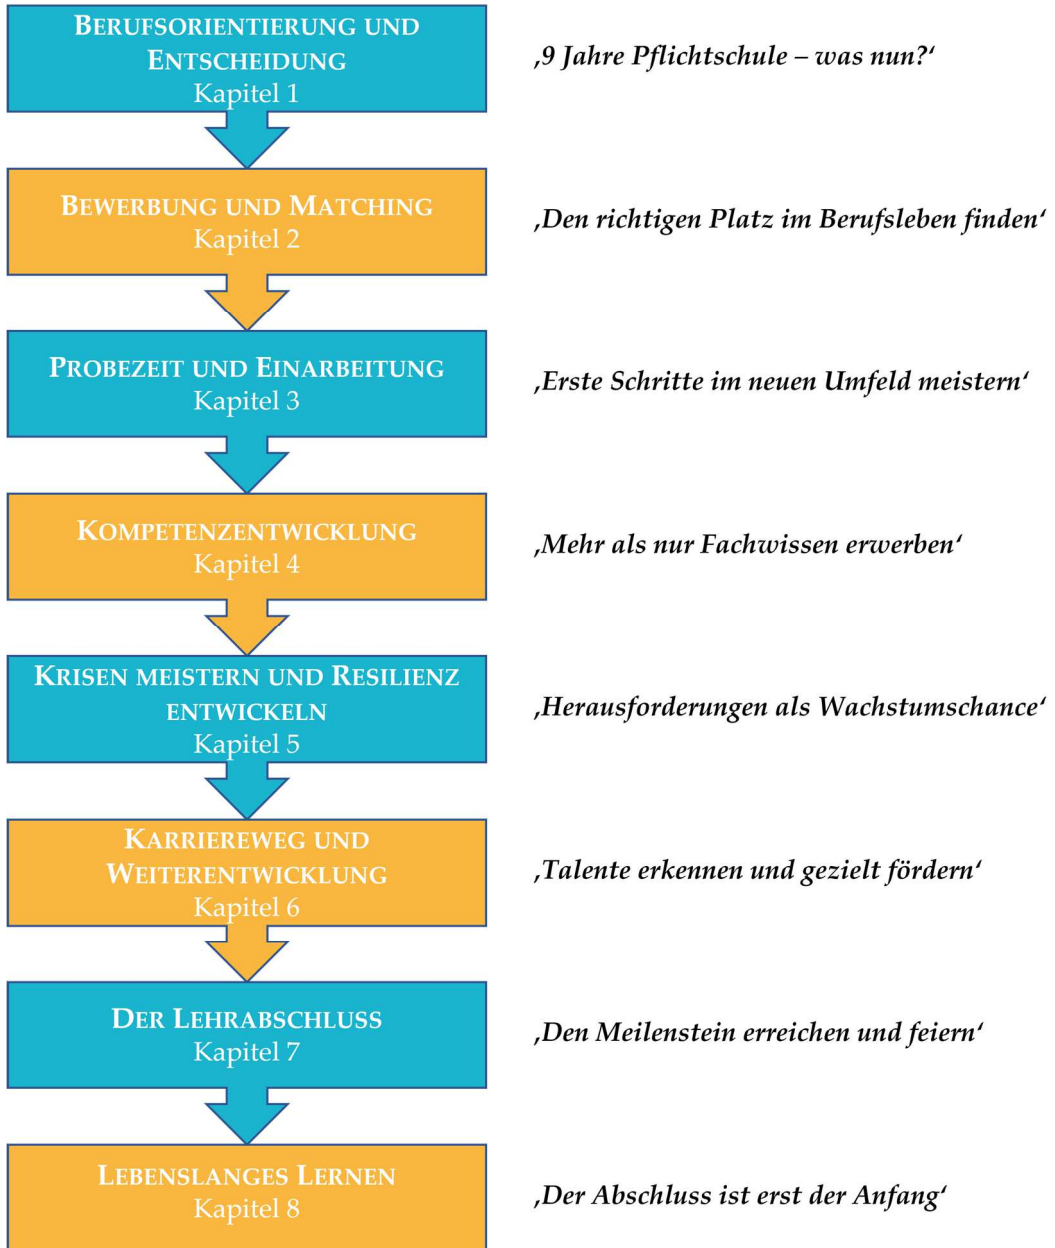 BERUFSORIENTIERUNG UND
ENTSCHEIDUNG
Kapitel 1
‚9 Jahre Pflichtschule – was nun?‘
BEWERBUNG UND MATCHING
Kapitel 2
‚Den richtigen Platz im Berufsleben finden‘
PROBEZEIT UND EINARBEITUNG
Kapitel 3
‚Erste Schritte im neuen Umfeld meistern‘
KOMPETENZENTWICKLUNG
Kapitel 4
‚Mehr als nur Fachwissen erwerben‘
KRISEN MEISTERN UND RESILIENZ
ENTWICKELN
Kapitel 5
‚Herausforderungen als Wachstumschance‘
KARRIEREWEG UND
WEITERENTWICKLUNG
Kapitel 6
‚Talente erkennen und gezielt fördern‘
DER LEHRABSCHLUSS
Kapitel 7
‚Den Meilenstein erreichen und feiern‘
LEBENSLANGES LERNEN
Kapitel 8
‚Der Abschluss ist erst der Anfang‘